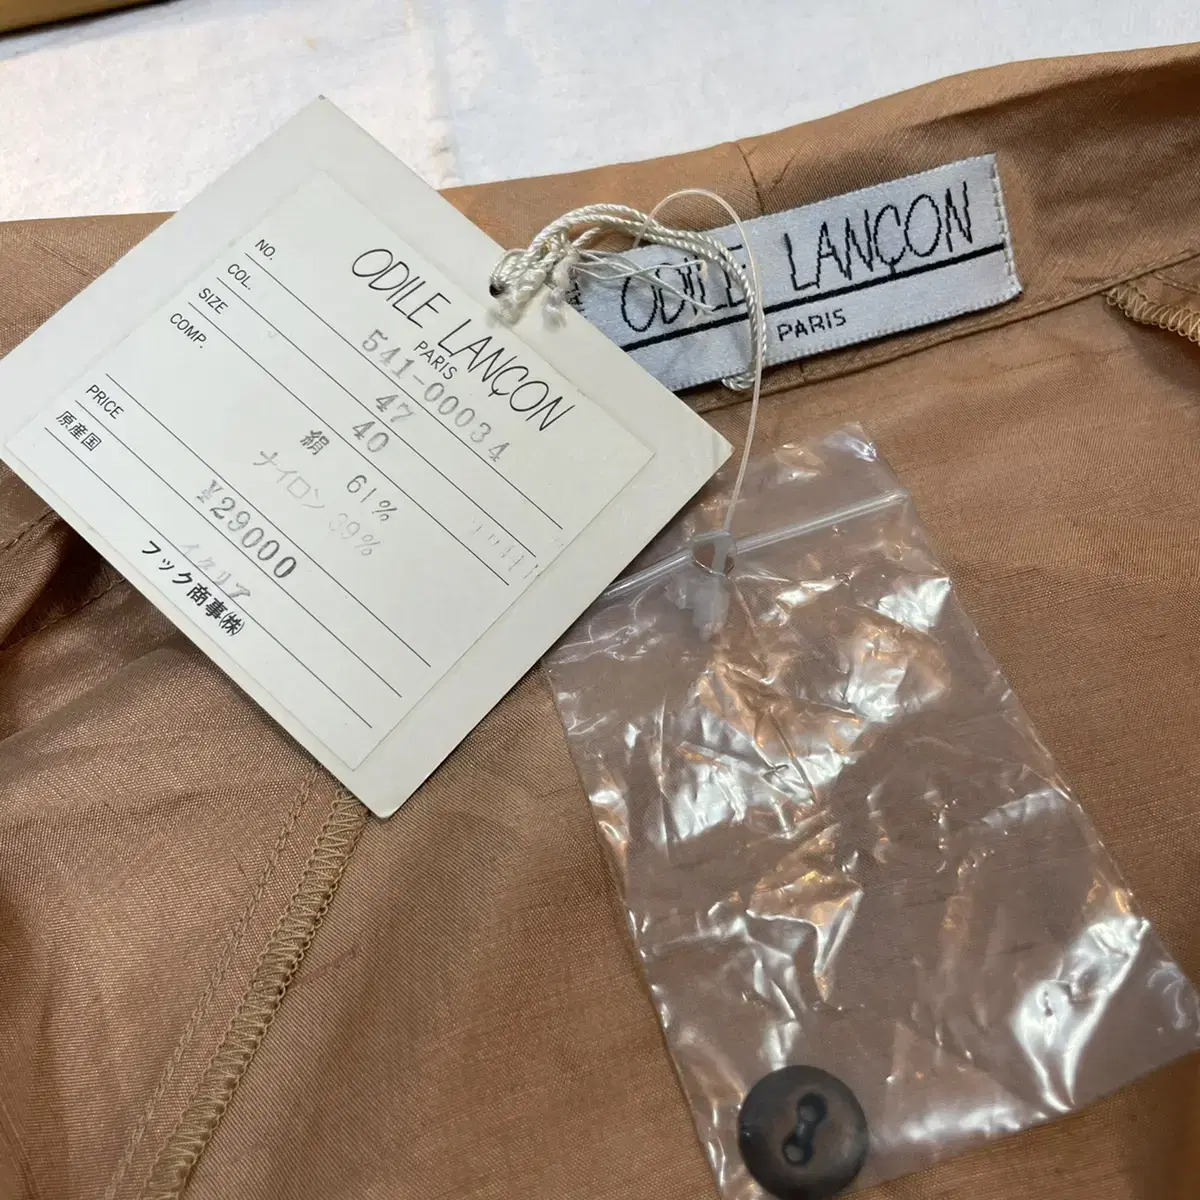 ODILE LANÇON
PARIS
NO. 541-00034
COL. 47
SIZE 40
COMP. 絹 61%
ナイロン 39%
PRICE ¥29000
原産国 イタリア
フック商事㈱
ODILE LANÇON
PARIS